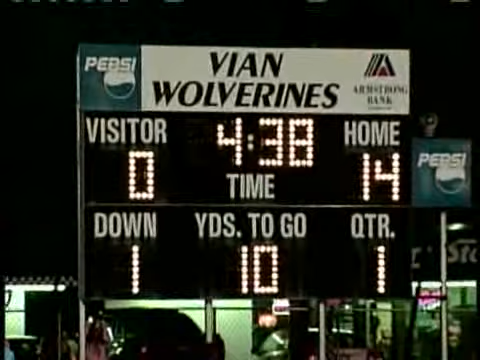 PEPSI
VIAN
WOLVERINES
ARMSTRONG
BANK
VISITOR 4:38 HOME
0 TIME 14
PEPSI
DOWN YDS. TO GO QTR.
1 10 1